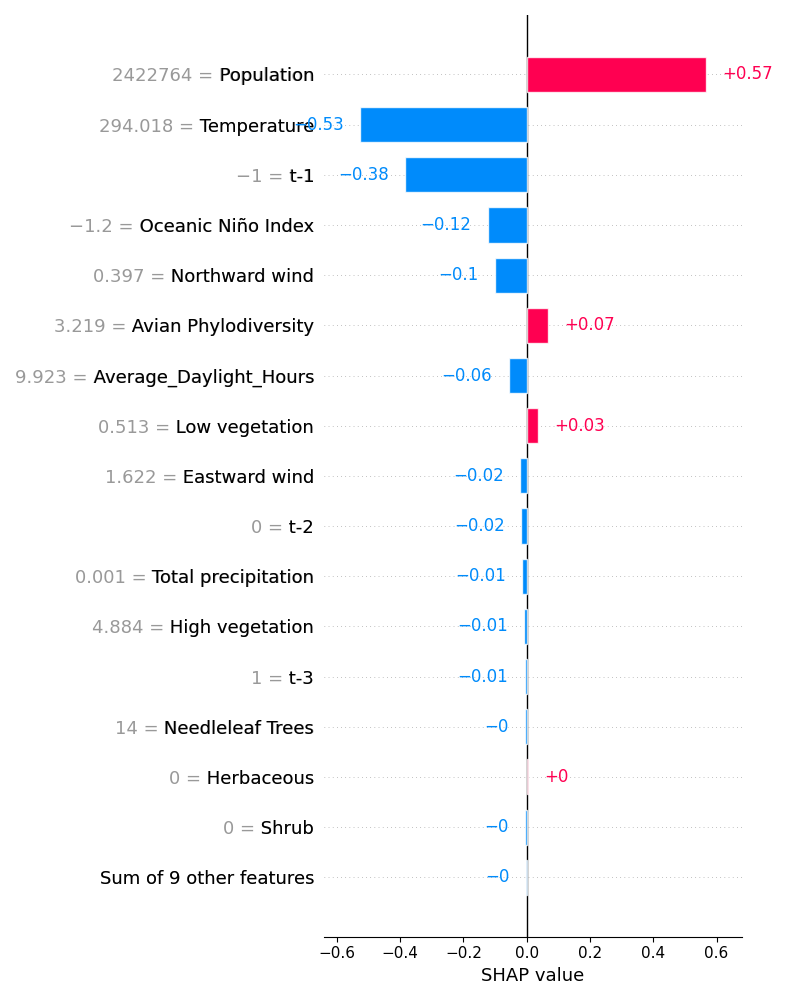 2422764 = Population +0.57
294.018 = Temperature −0.53
−1 = t-1 −0.38
−1.2 = Oceanic Niño Index −0.12
0.397 = Northward wind −0.1
3.219 = Avian Phylodiversity +0.07
9.923 = Average_Daylight_Hours −0.06
0.513 = Low vegetation +0.03
1.622 = Eastward wind −0.02
0 = t-2 −0.02
0.001 = Total precipitation −0.01
4.884 = High vegetation −0.01
1 = t-3 −0.01
14 = Needleleaf Trees −0
0 = Herbaceous +0
0 = Shrub −0
Sum of 9 other features −0
−0.6 −0.4 −0.2 0.0 0.2 0.4 0.6
SHAP value